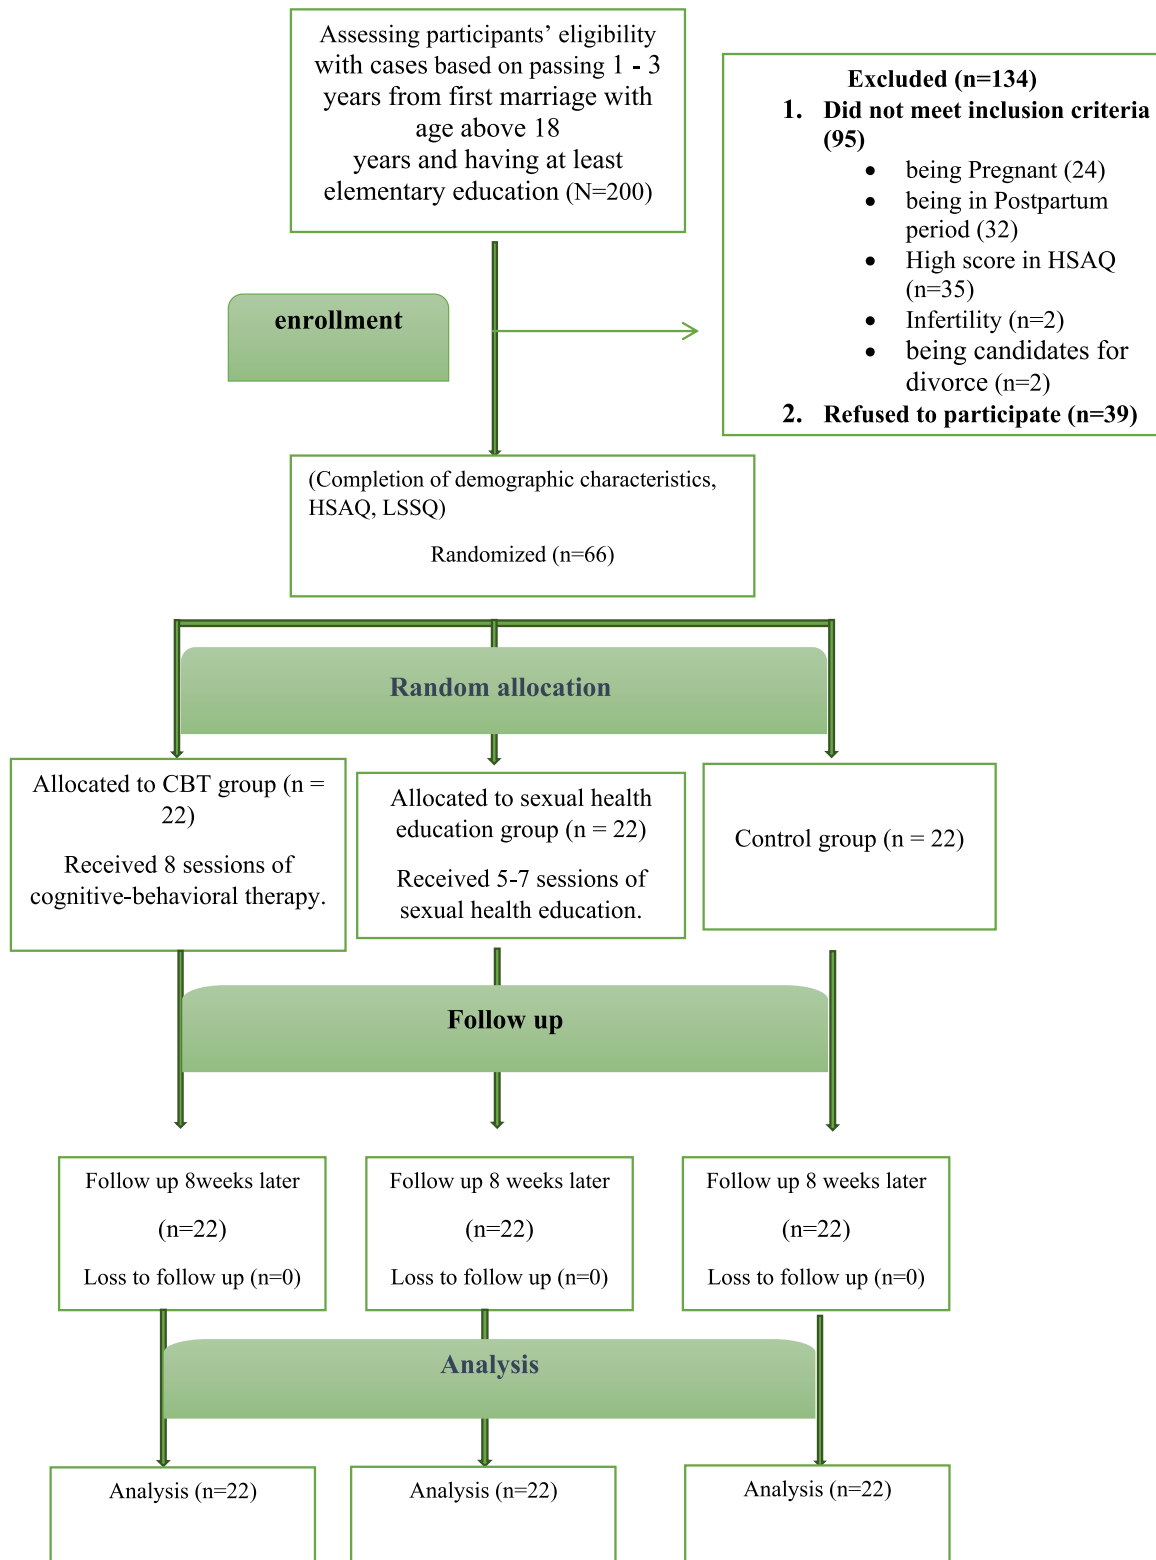 Assessing participants’ eligibility
with cases based on passing 1 - 3
years from first marriage with
age above 18
years and having at least
elementary education (N=200)
Excluded (n=134)
1. Did not meet inclusion criteria
(95)
• being Pregnant (24)
• being in Postpartum
period (32)
• High score in HSAQ
(n=35)
• Infertility (n=2)
• being candidates for
divorce (n=2)
2. Refused to participate (n=39)
enrollment
(Completion of demographic characteristics,
HSAQ, LSSQ)
Randomized (n=66)
Random allocation
Allocated to CBT group (n =
22)
Received 8 sessions of
cognitive-behavioral therapy.
Allocated to sexual health
education group (n = 22)
Received 5-7 sessions of
sexual health education.
Control group (n = 22)
Follow up
Follow up 8weeks later
(n=22)
Loss to follow up (n=0)
Follow up 8 weeks later
(n=22)
Loss to follow up (n=0)
Follow up 8 weeks later
(n=22)
Loss to follow up (n=0)
Analysis
Analysis (n=22)
Analysis (n=22)
Analysis (n=22)